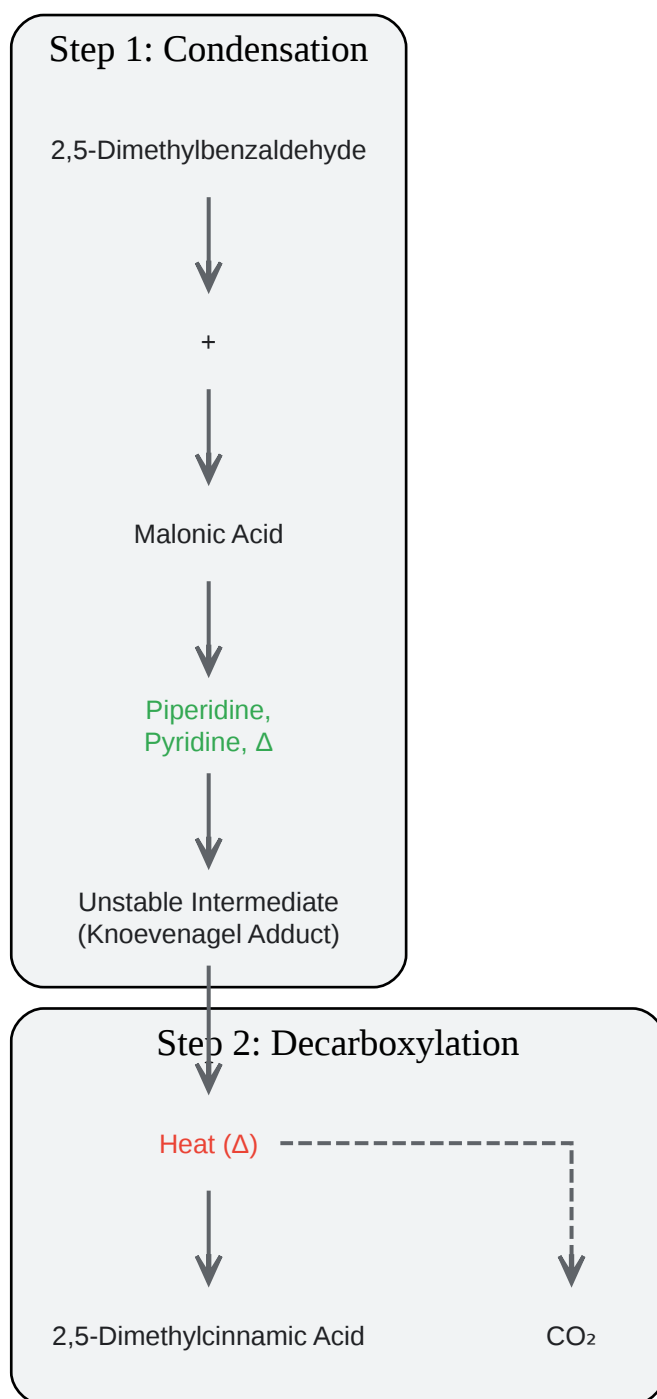 Step 1: Condensation
2,5-Dimethylbenzaldehyde
+
Malonic Acid
Piperidine,
Pyridine, Δ
Unstable Intermediate
(Knoevenagel Adduct)
Step 2: Decarboxylation
Heat (Δ)
2,5-Dimethylcinnamic Acid
CO₂